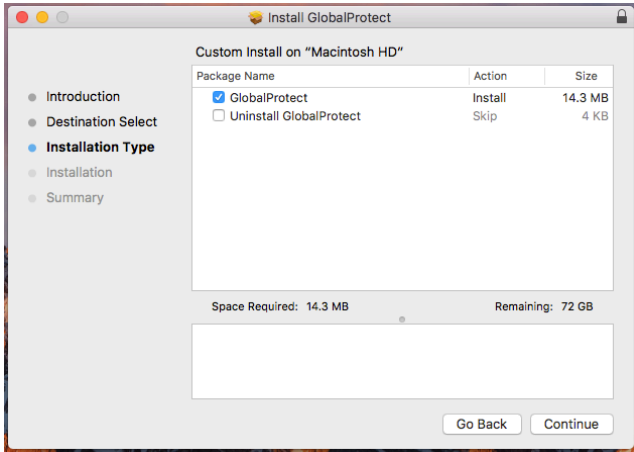 Install GlobalProtect
Custom Install on “Macintosh HD”
Introduction
Destination Select
Installation Type
Installation
Summary
Package Name Action Size
GlobalProtect Install 14.3 MB
Uninstall GlobalProtect Skip 4 KB
Space Required: 14.3 MB Remaining: 72 GB
Go Back Continue